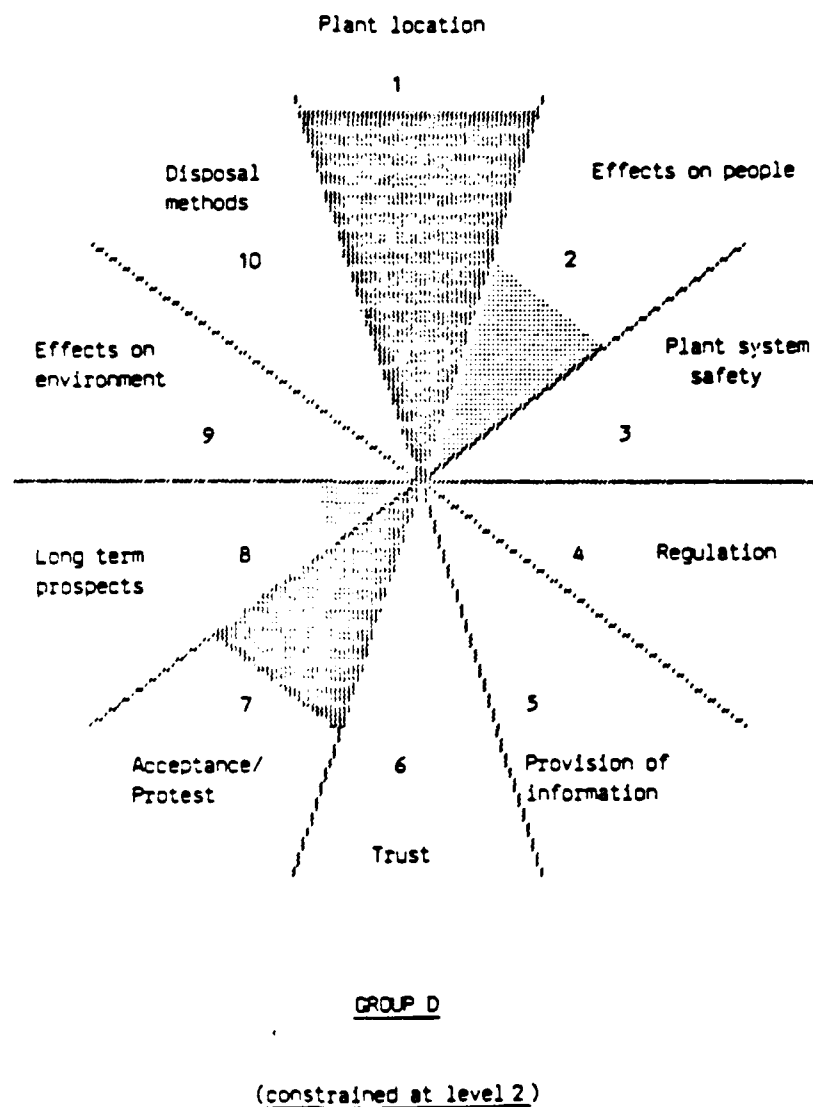 Plant location
1
Disposal
methods
Effects on people
10
2
Effects on
environment
Plant system
safety
9
3
Long term
prospects
8
4
Regulation
7
5
Acceptance/
Protest
6
Provision of
information
Trust
GROUP D
(constrained at level 2)